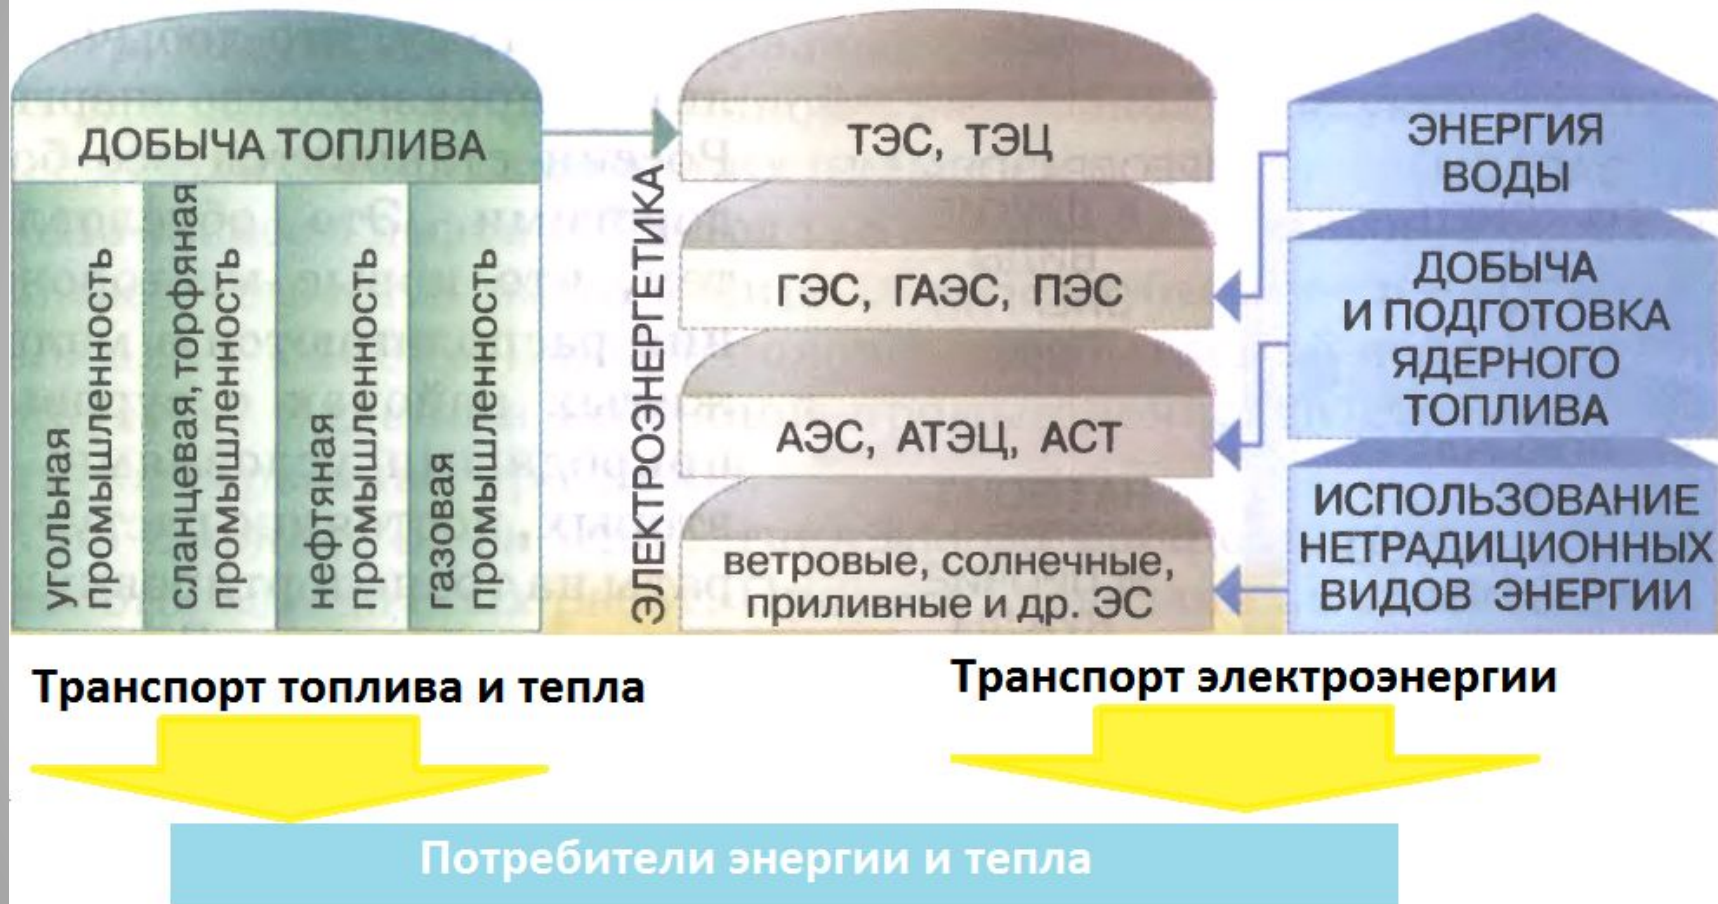 ДОБЫЧА ТОПЛИВА
угольная
промышленность
сланцевая, торфяная
промышленность
нефтяная
промышленность
газовая
промышленность
ЭЛЕКТРОЭНЕРГЕТИКА
ТЭС, ТЭЦ
ГЭС, ГАЭС, ПЭС
АЭС, АТЭЦ, АСТ
ветровые, солнечные,
приливные и др. ЭС
ЭНЕРГИЯ
ВОДЫ
ДОБЫЧА
И ПОДГОТОВКА
ЯДЕРНОГО
ТОПЛИВА
ИСПОЛЬЗОВАНИЕ
НЕТРАДИЦИОННЫХ
ВИДОВ ЭНЕРГИИ
Транспорт топлива и тепла
Транспорт электроэнергии
Потребители энергии и тепла